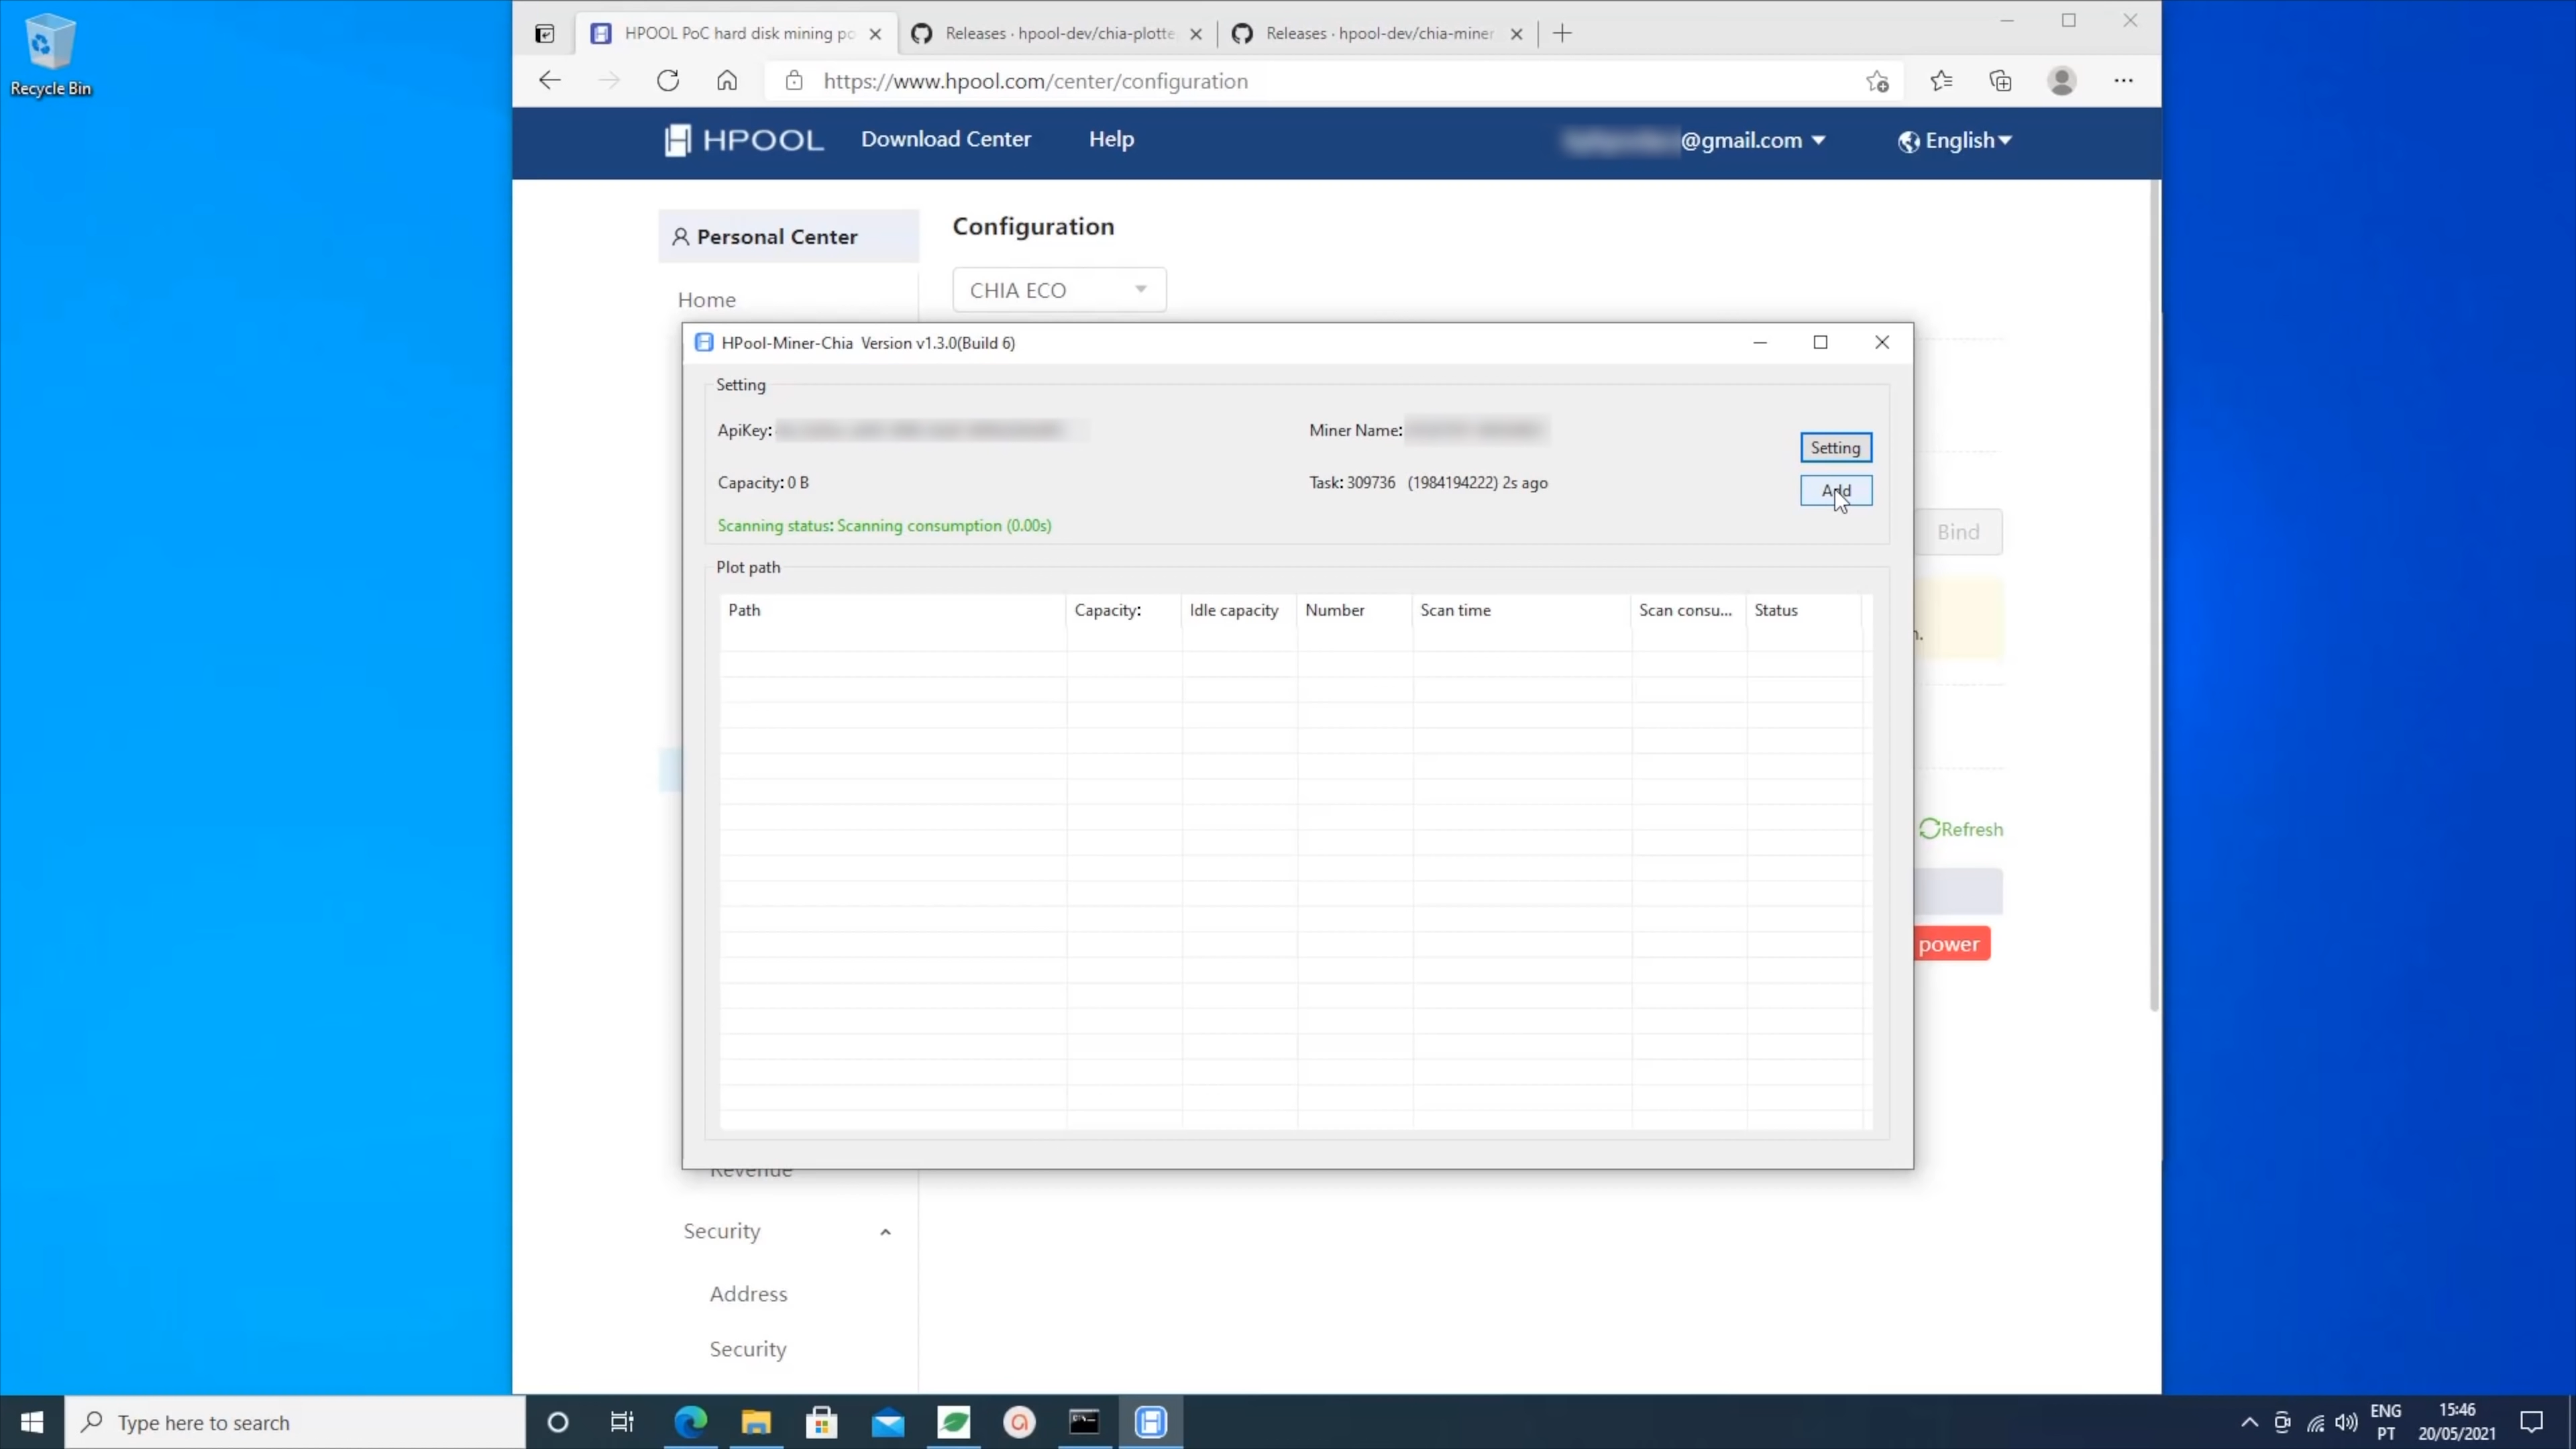 Recycle Bin
HPOOL PoC hard disk mining po
Releases · hpool-dev/chia-plotte
Releases · hpool-dev/chia-miner
https://www.hpool.com/center/configuration
HPOOL
Download Center
Help
@gmail.com
English
Personal Center
Configuration
Home
CHIA ECO
HPool-Miner-Chia Version v1.3.0(Build 6)
Setting
ApiKey:
Miner Name:
Setting
Capacity: 0 B
Task: 309736 (1984194222) 2s ago
Add
Scanning status: Scanning consumption (0.00s)
Bind
Plot path
Path
Capacity:
Idle capacity
Number
Scan time
Scan consu...
Status
n.
Refresh
power
Revenue
Security
Address
Security
Type here to search
ENG
PT
15:46
20/05/2021